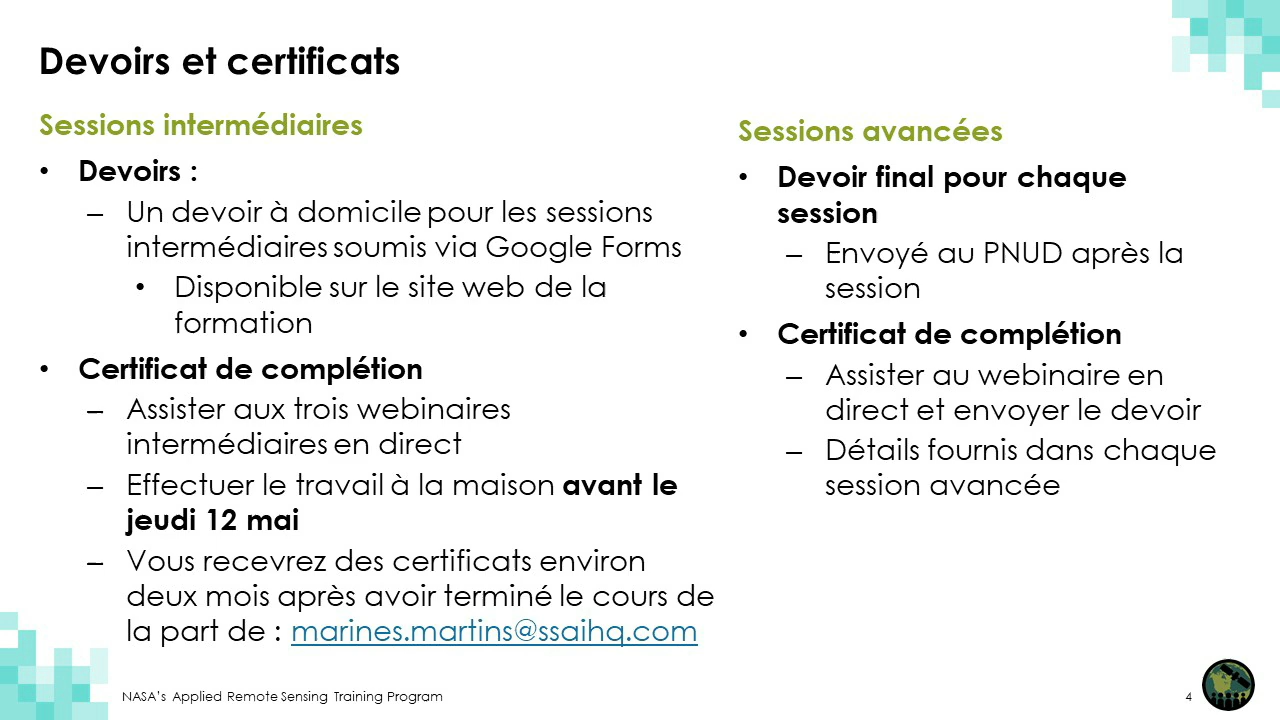 Devoirs et certificats
Sessions intermédiaires
• Devoirs :
– Un devoir à domicile pour les sessions
intermédiaires soumis via Google Forms
• Disponible sur le site web de la
formation
• Certificat de complétion
– Assister aux trois webinaires
intermédiaires en direct
– Effectuer le travail à la maison avant le
jeudi 12 mai
– Vous recevrez des certificats environ
deux mois après avoir terminé le cours de
la part de : marines.martins@ssaihq.com
Sessions avancées
• Devoir final pour chaque
session
– Envoyé au PNUD après la
session
• Certificat de complétion
– Assister au webinaire en
direct et envoyer le devoir
– Détails fournis dans chaque
session avancée
NASA's Applied Remote Sensing Training Program
4